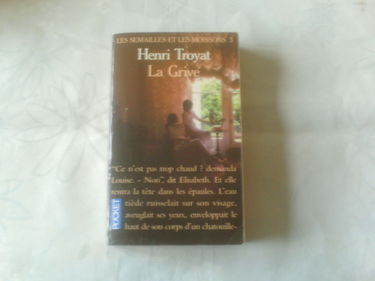 LES SEMAILLES ET LES MOISSONS 3
Henri Troyat
La Grive
"Ce n'est pas trop chaud ? demanda
Louise. - Non", dit Elisabeth. Et elle
rentra la tête dans les épaules. L'eau
tiède ruisselait sur son visage,
aveuglait ses yeux, enveloppait le
haut de son corps d'un chatouille-
POCKET